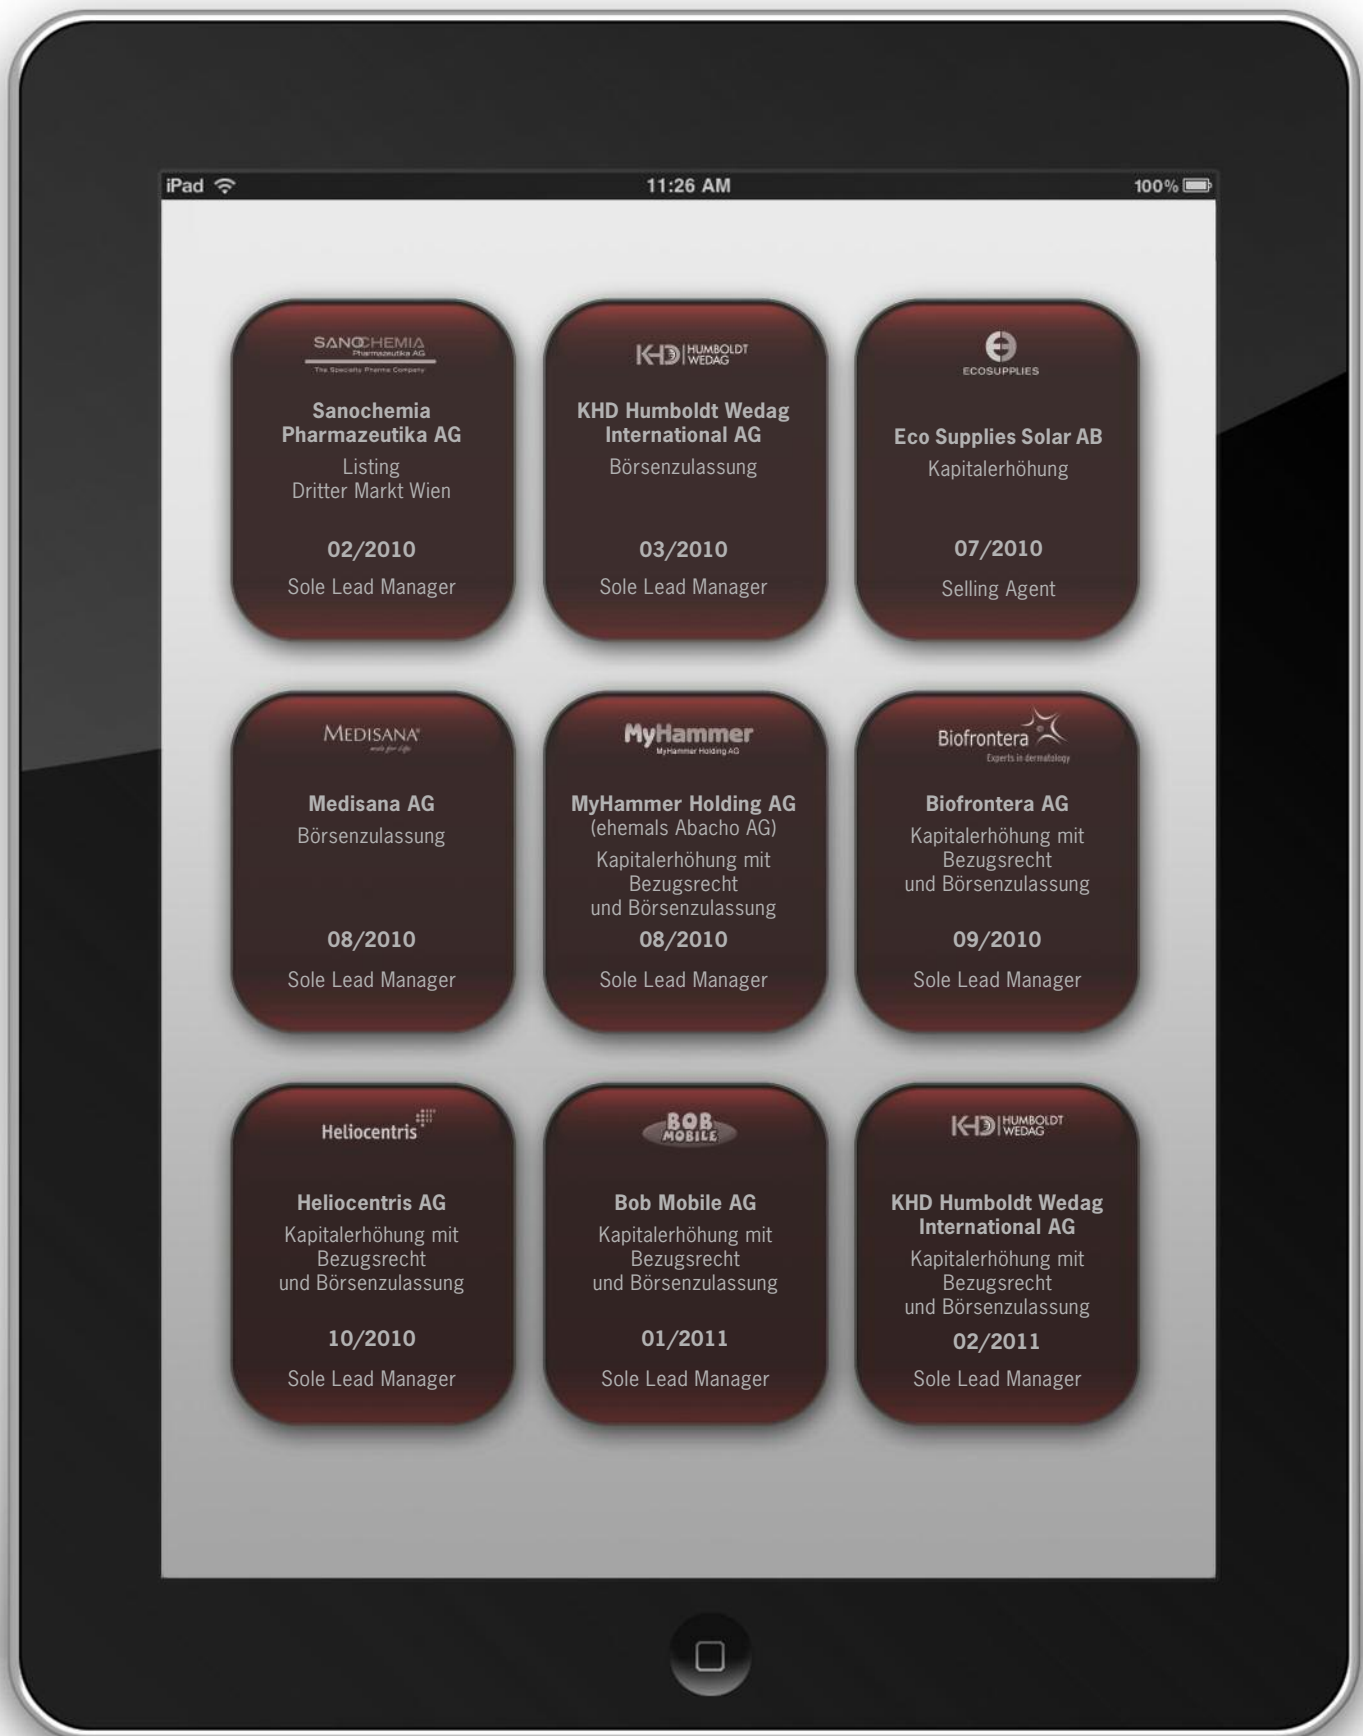 iPad
11:26 AM
100%
SANOCHEMIA
Pharmazeutika AG
The Specialty Pharma Company
Sanochemia
Pharmazeutika AG
Listing
Dritter Markt Wien
02/2010
Sole Lead Manager
KHD HUMBOLDT
WEDAG
KHD Humboldt Wedag
International AG
Börsenzulassung
03/2010
Sole Lead Manager
ECOSUPPLIES
Eco Supplies Solar AB
Kapitalerhöhung
07/2010
Selling Agent
MEDISANA®
Medisana AG
Börsenzulassung
08/2010
Sole Lead Manager
MyHammer
MyHammer Holding AG
MyHammer Holding AG
(ehemals Abacho AG)
Kapitalerhöhung mit
Bezugsrecht
und Börsenzulassung
08/2010
Sole Lead Manager
Biofrontera
Experts in dermatology
Biofrontera AG
Kapitalerhöhung mit
Bezugsrecht
und Börsenzulassung
09/2010
Sole Lead Manager
Heliocentris
Heliocentris AG
Kapitalerhöhung mit
Bezugsrecht
und Börsenzulassung
10/2010
Sole Lead Manager
BOB
MOBILE
Bob Mobile AG
Kapitalerhöhung mit
Bezugsrecht
und Börsenzulassung
01/2011
Sole Lead Manager
KHD HUMBOLDT
WEDAG
KHD Humboldt Wedag
International AG
Kapitalerhöhung mit
Bezugsrecht
und Börsenzulassung
02/2011
Sole Lead Manager